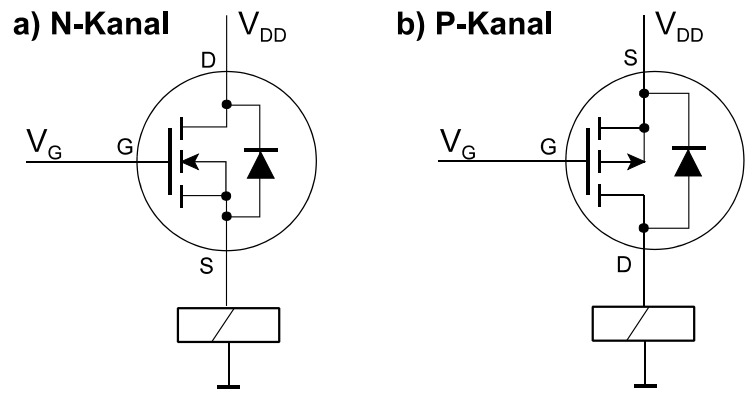 a) N-Kanal
V_DD
D
V_G
G
S
b) P-Kanal
V_DD
S
V_G
G
D